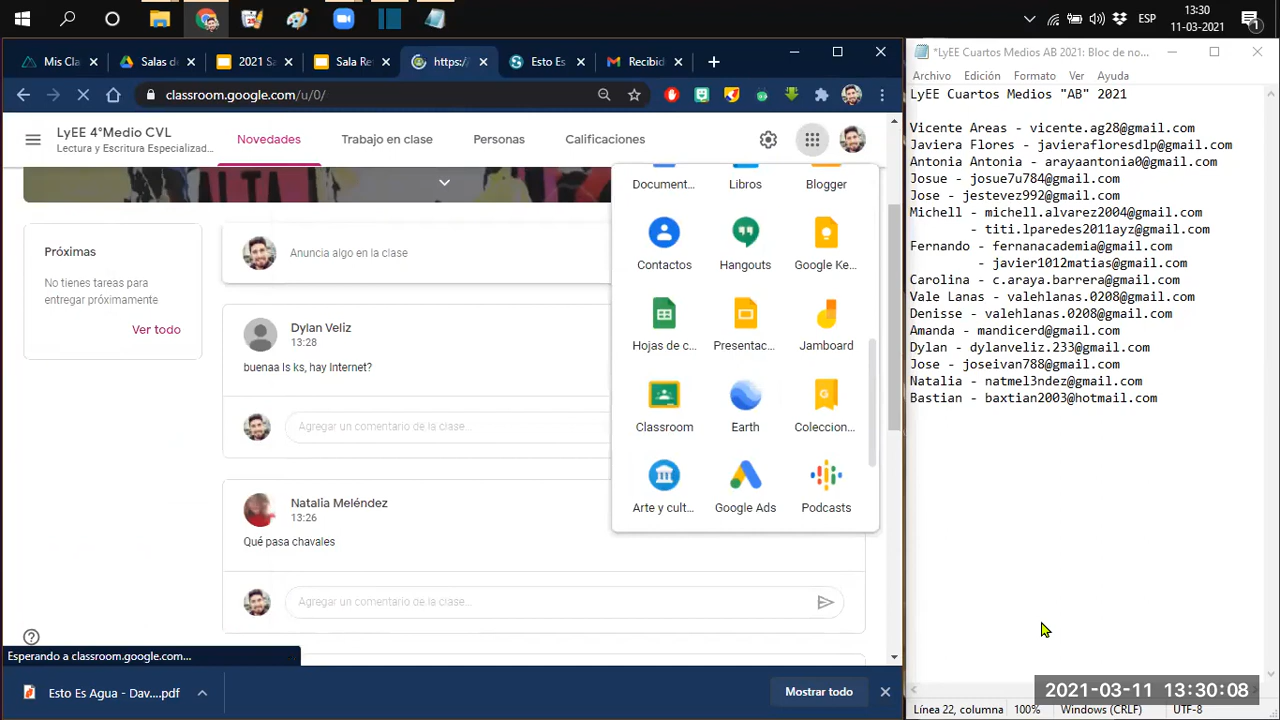 ESP
13:30
11-03-2021
1
Mis Cla
Salas d
2021 - C
Sala Re
https:/
Esto Es
Recibid
classroom.google.com/u/0/
LyEE 4°Medio CVL
Lectura y Escritura Especializad...
Novedades
Trabajo en clase
Personas
Calificaciones
Próximas
No tienes tareas para
entregar próximamente
Ver todo
Anuncia algo en la clase
Dylan Veliz
13:28
buenaa ls ks, hay Internet?
Agregar un comentario de la clase...
Natalia Meléndez
13:26
Qué pasa chavales
Agregar un comentario de la clase...
Document...
Libros
Blogger
Contactos
Hangouts
Google Ke...
Hojas de c...
Presentac...
Jamboard
Classroom
Earth
Coleccion...
Arte y cult...
Google Ads
Podcasts
Esperando a classroom.google.com...
Esto Es Agua - Dav....pdf
Mostrar todo
*LyEE Cuartos Medios AB 2021: Bloc de no...
Archivo
Edición
Formato
Ver
Ayuda
LyEE Cuartos Medios "AB" 2021
Vicente Areas - vicente.ag28@gmail.com
Javiera Flores - javierafloresdlp@gmail.com
Antonia Antonia - arayaantonia0@gmail.com
Josue - josue7u784@gmail.com
Jose - jestevez992@gmail.com
Michell - michell.alvarez2004@gmail.com
- titi.lparedes2011ayz@gmail.com
Fernando - fernanacademia@gmail.com
- javier1012matias@gmail.com
Carolina - c.araya.barrera@gmail.com
Vale Lanas - valehlanas.0208@gmail.com
Denisse - valehlanas.0208@gmail.com
Amanda - mandicerd@gmail.com
Dylan - dylanveliz.233@gmail.com
Jose - joseivan788@gmail.com
Natalia - natmel3ndez@gmail.com
Bastian - baxtian2003@hotmail.com
2021-03-11 13:30:08
Línea 22, columna
100%
Windows (CRLF)
UTF-8